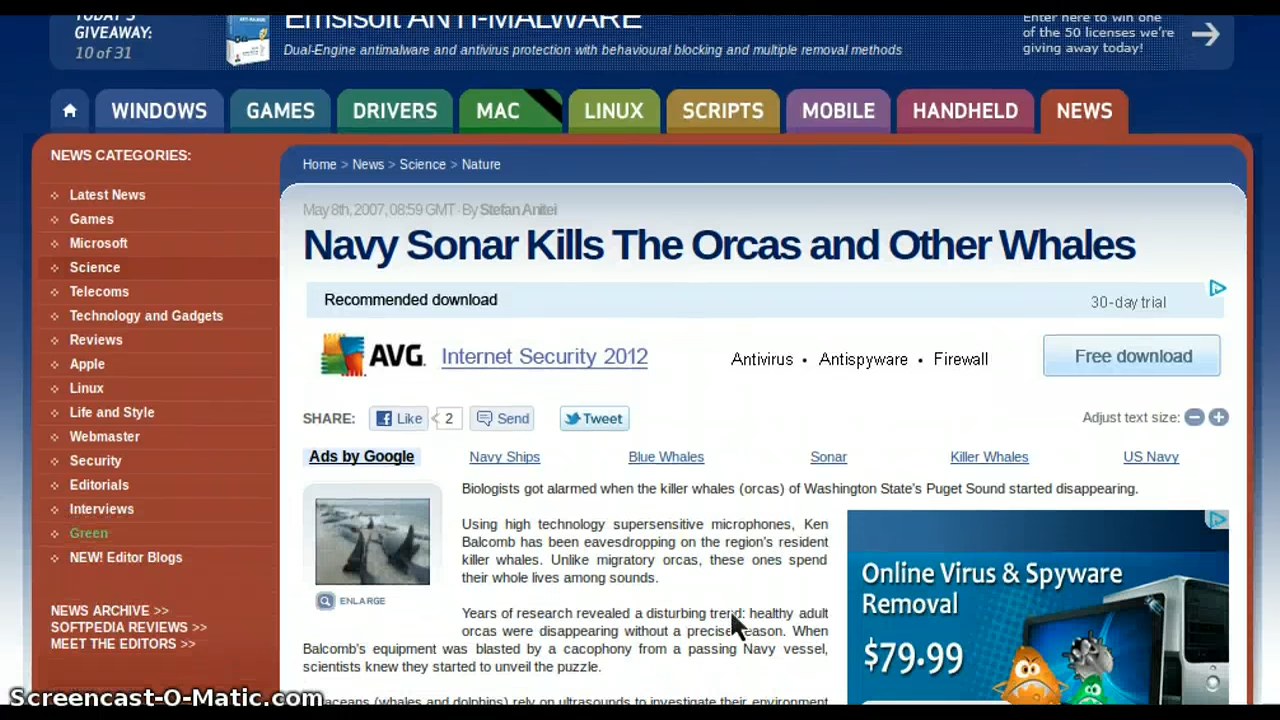 TODAY'S
GIVEAWAY:
10 of 31
Emsisoft ANTI-MALWARE
Dual-Engine antimalware and antivirus protection with behavioural blocking and multiple removal methods
Enter here to win one
of the 50 licenses we're
giving away today!
WINDOWS GAMES DRIVERS MAC LINUX SCRIPTS MOBILE HANDHELD NEWS
NEWS CATEGORIES:
Latest News
Games
Microsoft
Science
Telecoms
Technology and Gadgets
Reviews
Apple
Linux
Life and Style
Webmaster
Security
Editorials
Interviews
Green
NEW! Editor Blogs
NEWS ARCHIVE >>
SOFTPEDIA REVIEWS >>
MEET THE EDITORS >>
Home > News > Science > Nature
May 8th, 2007, 08:59 GMT · By Stefan Anitei
Navy Sonar Kills The Orcas and Other Whales
Recommended download
30-day trial
AVG. Internet Security 2012 Antivirus • Antispyware • Firewall Free download
SHARE: Like 2 Send Tweet Adjust text size:
Ads by Google Navy Ships Blue Whales Sonar Killer Whales US Navy
ENLARGE
Biologists got alarmed when the killer whales (orcas) of Washington State's Puget Sound started disappearing.
Using high technology supersensitive microphones, Ken
Balcomb has been eavesdropping on the region's resident
killer whales. Unlike migratory orcas, these ones spend
their whole lives among sounds.
Years of research revealed a disturbing trend: healthy adult
orcas were disappearing without a precise reason. When
Balcomb's equipment was blasted by a cacophony from a passing Navy vessel,
scientists knew they started to unveil the puzzle.
(whales and dolphins) rely on ultrasounds to investigate their environment
Online Virus & Spyware
Removal
$79.99
Screencast-O-Matic.com